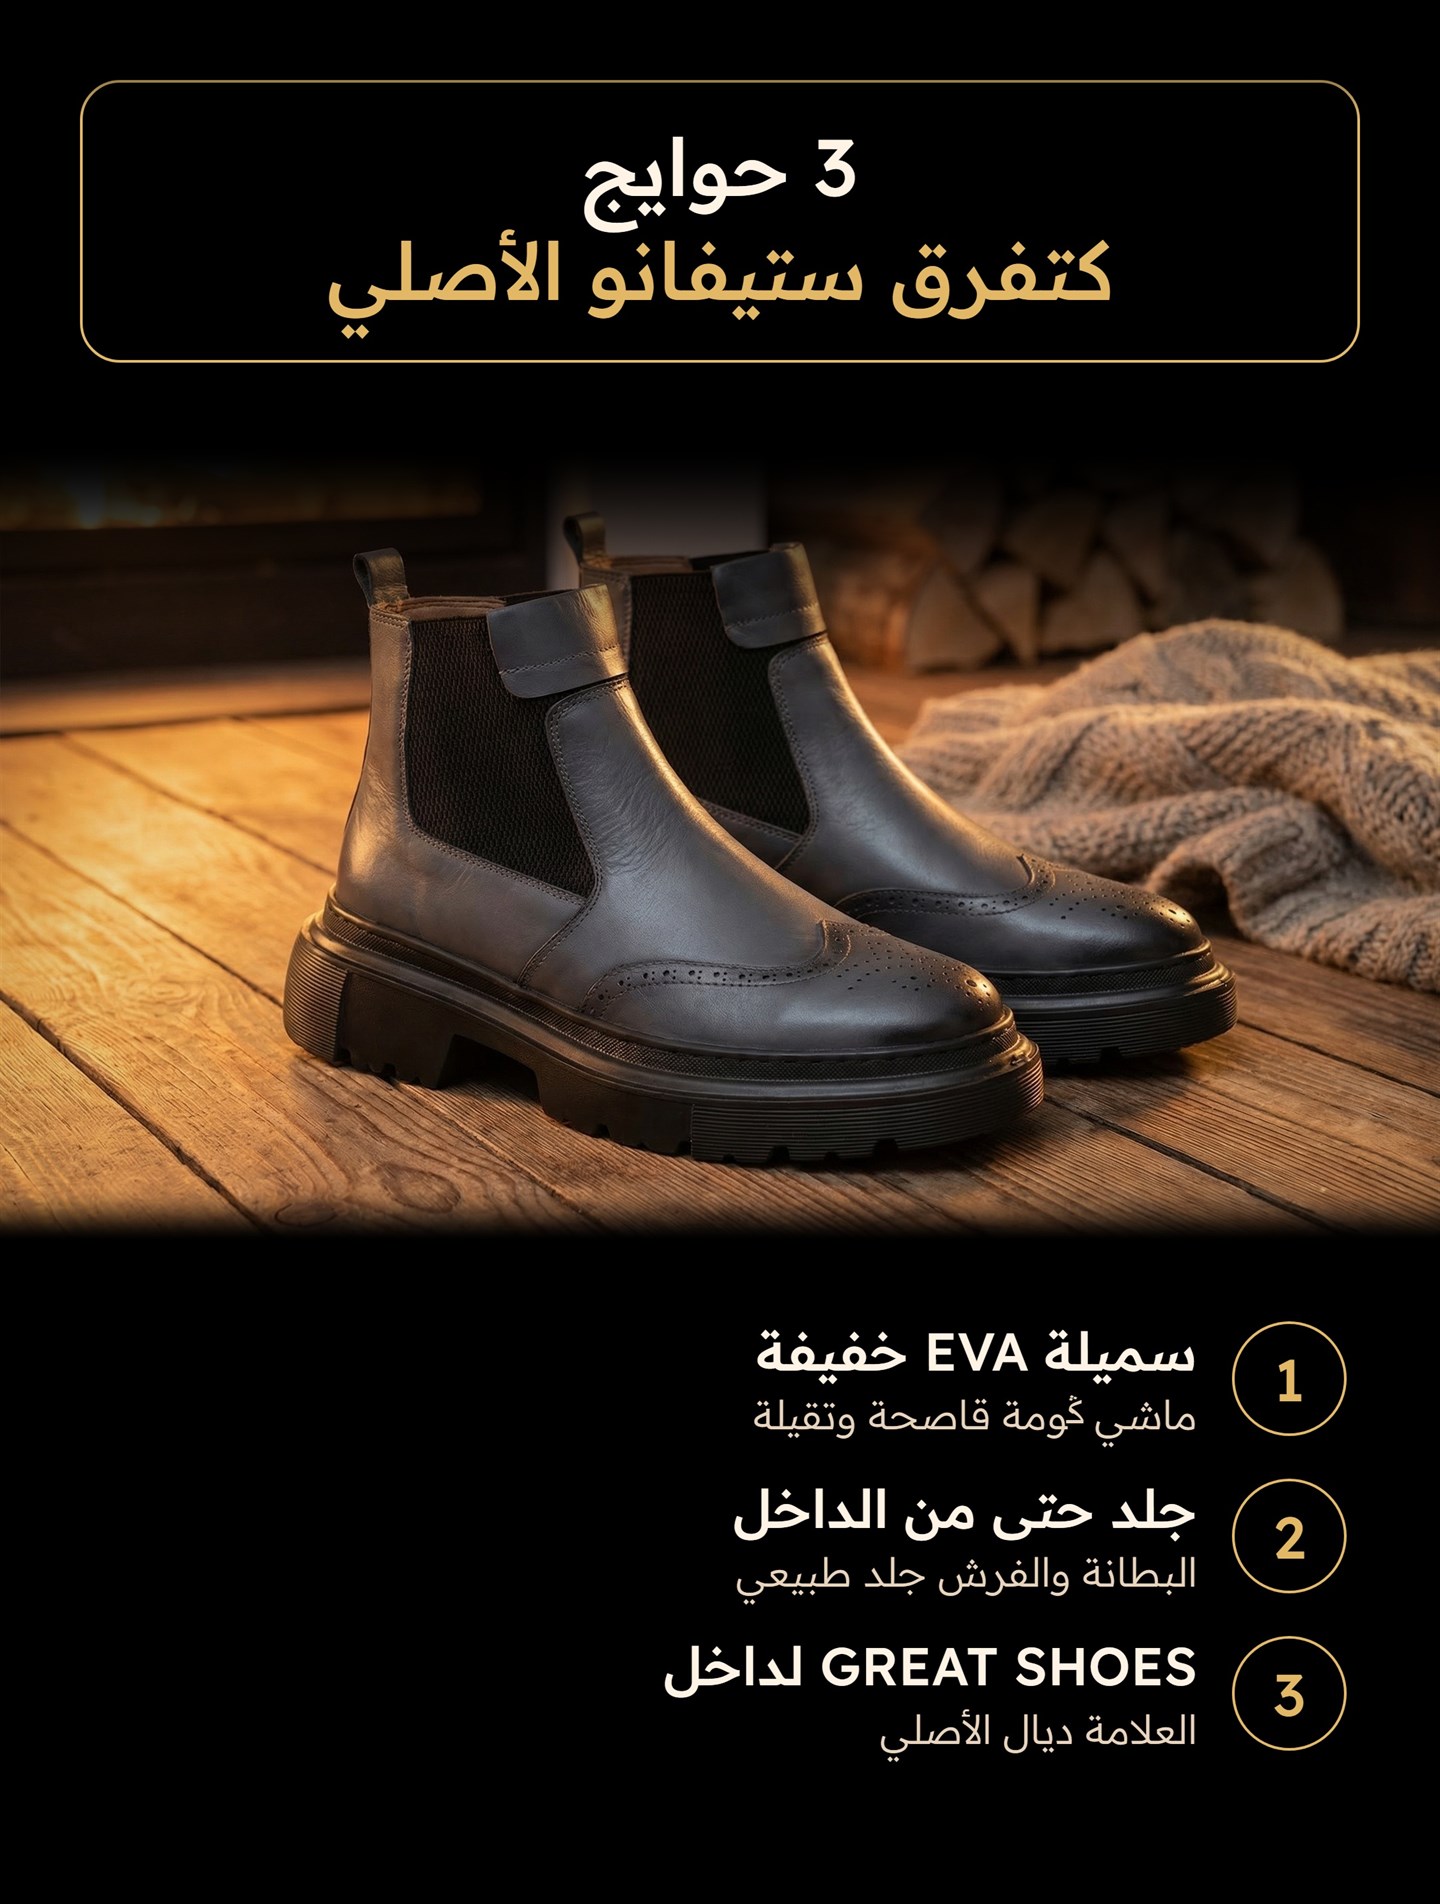 3 حوايج
كتفرق ستيفانو الأصلي
1
سميلة EVA خفيفة
ماشي ݣومة قاصحة وتقيلة
2
جلد حتى من الداخل
البطانة والفرش جلد طبيعي
3
GREAT SHOES لداخل
العلامة ديال الأصلي